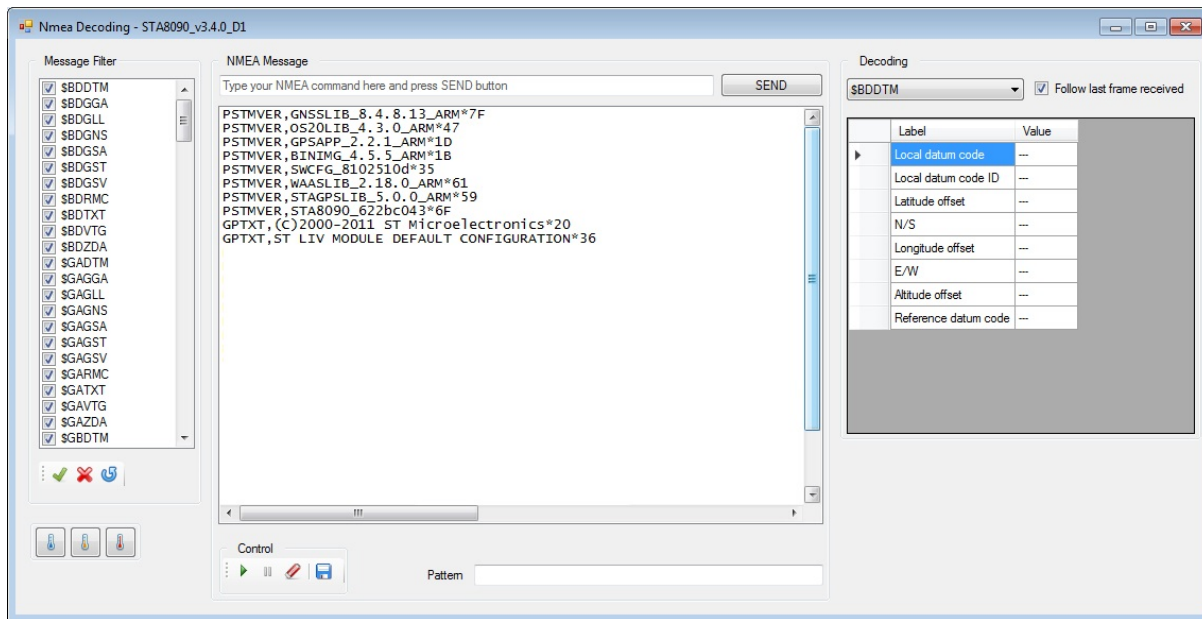 Nmea Decoding - STA8090_v3.4.0_D1
Message Filter
$BDDTM
$BDGGA
$BDGLL
$BDGNS
$BDGSA
$BDGST
$BDGSV
$BDRMC
$BDTXT
$BDVTG
$BDZDA
$GADTM
$GAGGA
$GAGLL
$GAGNS
$GAGSA
$GAGST
$GAGSV
$GARMC
$GATXT
$GAVTG
$GAZDA
$GBDTM
NMEA Message
Type your NMEA command here and press SEND button
SEND
PSTMVER,GNSSLIB_8.4.8.13_ARM*7F
PSTMVER,OS20LIB_4.3.0_ARM*47
PSTMVER,GPSAPP_2.2.1_ARM*1D
PSTMVER,BINIMG_4.5.5_ARM*1B
PSTMVER,SWCFG_8102510d*35
PSTMVER,WAASLIB_2.18.0_ARM*61
PSTMVER,STAGPSLIB_5.0.0_ARM*59
PSTMVER,STA8090_622bc043*6F
GPTXT,(C)2000-2011 ST Microelectronics*20
GPTXT,ST LIV MODULE DEFAULT CONFIGURATION*36
Control
Pattern
Decoding
$BDDTM
Follow last frame received
Label Value
Local datum code ---
Local datum code ID ---
Latitude offset ---
N/S ---
Longitude offset ---
E/W ---
Altitude offset ---
Reference datum code ---